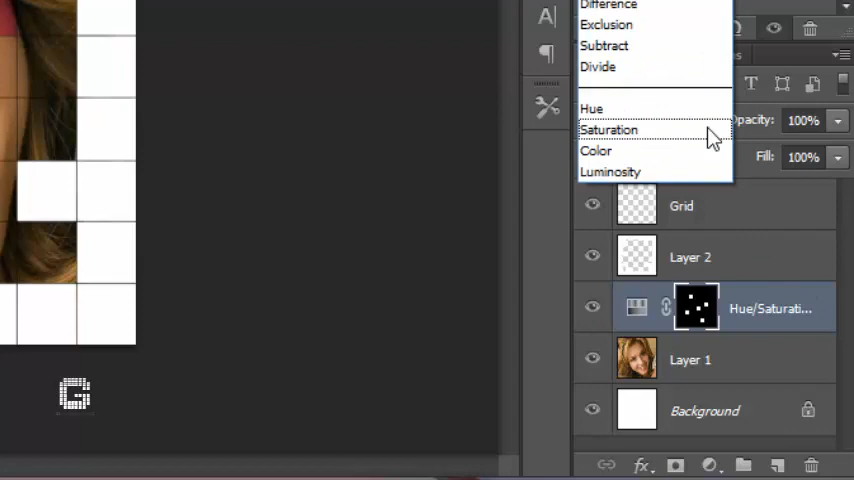 Difference
Exclusion
Subtract
Divide
Hue
Saturation
Color
Luminosity
Opacity: 100%
Fill: 100%
Grid
Layer 2
Hue/Saturati...
Layer 1
Background
fx
G